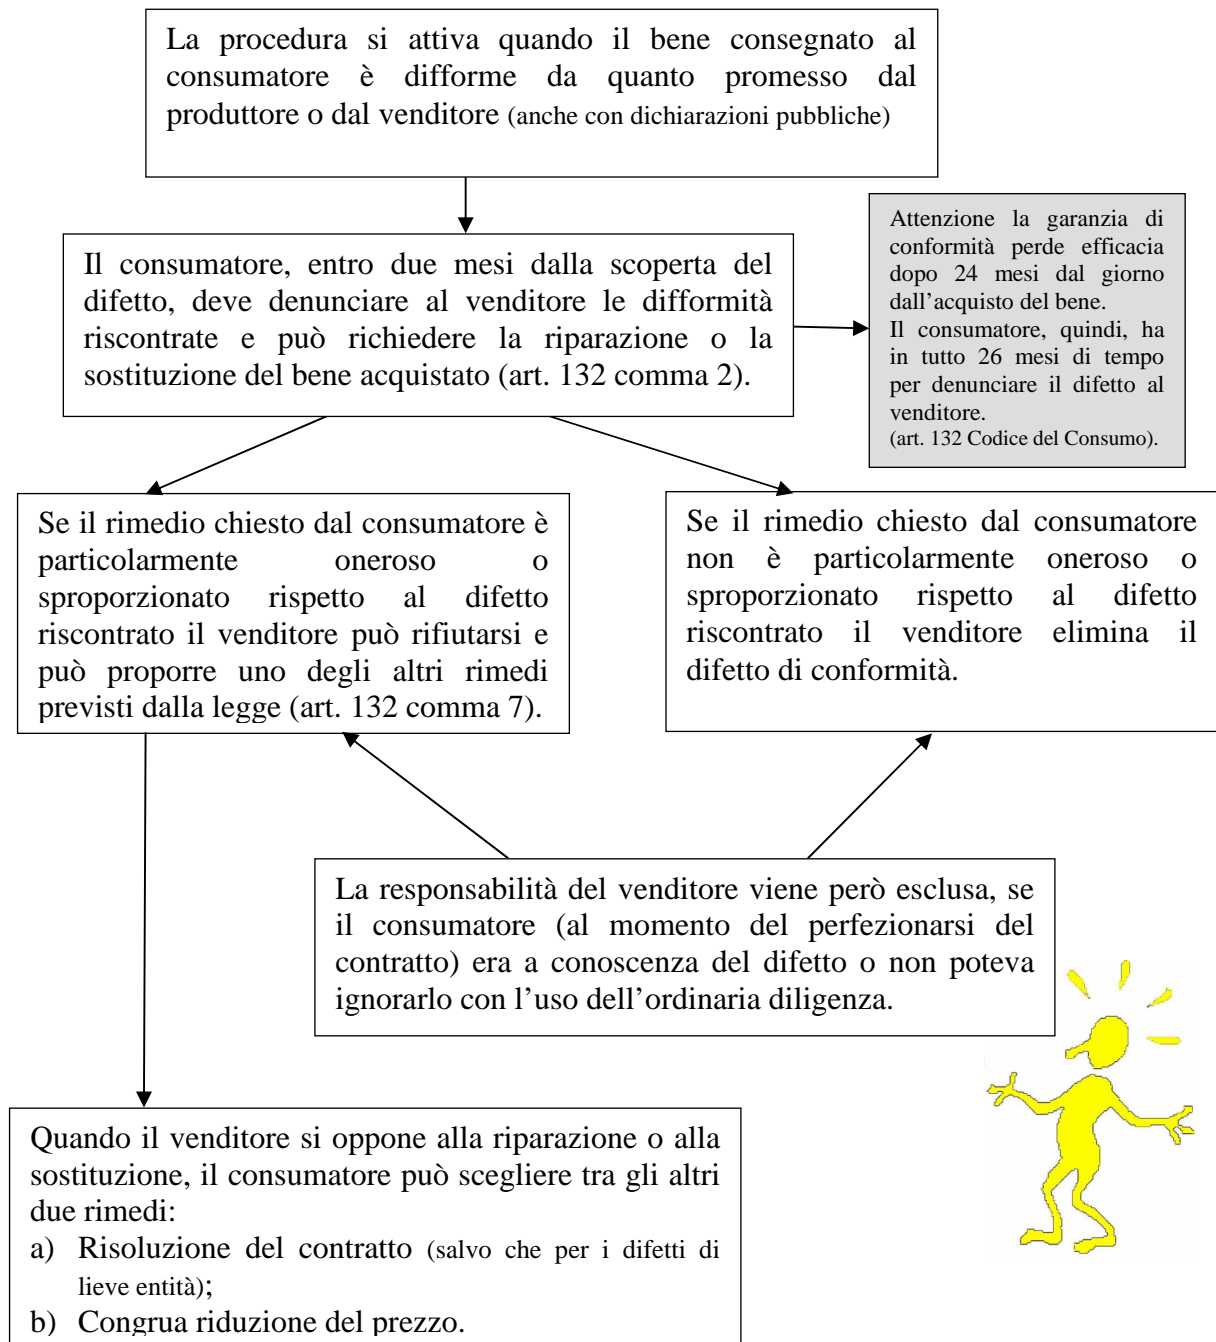 La procedura si attiva quando il bene consegnato al
consumatore è difforme da quanto promesso dal
produttore o dal venditore (anche con dichiarazioni pubbliche)
Il consumatore, entro due mesi dalla scoperta del
difetto, deve denunciare al venditore le difformità
riscontrate e può richiedere la riparazione o la
sostituzione del bene acquistato (art. 132 comma 2).
Attenzione la garanzia di
conformità perde efficacia
dopo 24 mesi dal giorno
dall’acquisto del bene.
Il consumatore, quindi, ha
in tutto 26 mesi di tempo
per denunciare il difetto al
venditore.
(art. 132 Codice del Consumo).
Se il rimedio chiesto dal consumatore è
particolarmente oneroso o
sproporzionato rispetto al difetto
riscontrato il venditore può rifiutarsi e
può proporre uno degli altri rimedi
previsti dalla legge (art. 132 comma 7).
Se il rimedio chiesto dal consumatore
non è particolarmente oneroso o
sproporzionato rispetto al difetto
riscontrato il venditore elimina il
difetto di conformità.
La responsabilità del venditore viene però esclusa, se
il consumatore (al momento del perfezionarsi del
contratto) era a conoscenza del difetto o non poteva
ignorarlo con l’uso dell’ordinaria diligenza.
Quando il venditore si oppone alla riparazione o alla
sostituzione, il consumatore può scegliere tra gli altri
due rimedi:
a) Risoluzione del contratto (salvo che per i difetti di
lieve entità);
b) Congrua riduzione del prezzo.